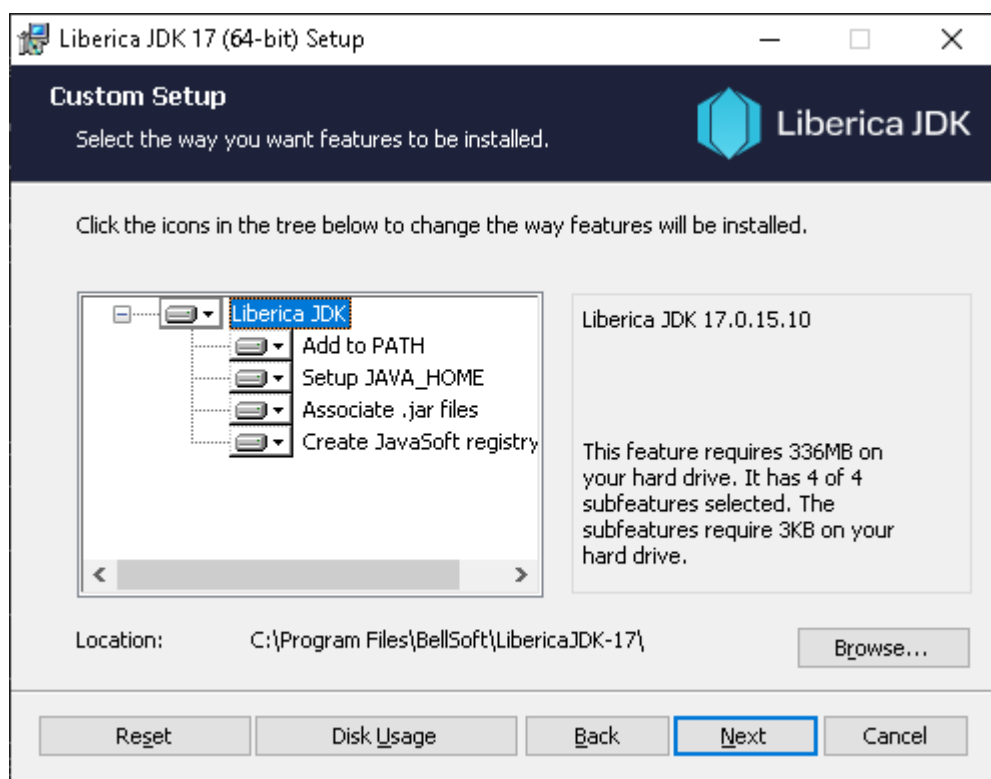 Liberica JDK 17 (64-bit) Setup
Custom Setup
Select the way you want features to be installed.
Liberica JDK
Click the icons in the tree below to change the way features will be installed.
Liberica JDK
Add to PATH
Setup JAVA_HOME
Associate .jar files
Create JavaSoft registry
Liberica JDK 17.0.15.10
This feature requires 336MB on
your hard drive. It has 4 of 4
subfeatures selected. The
subfeatures require 3KB on your
hard drive.
Location: C:\Program Files\BellSoft\LibericaJDK-17\
Browse...
Reset Disk Usage Back Next Cancel